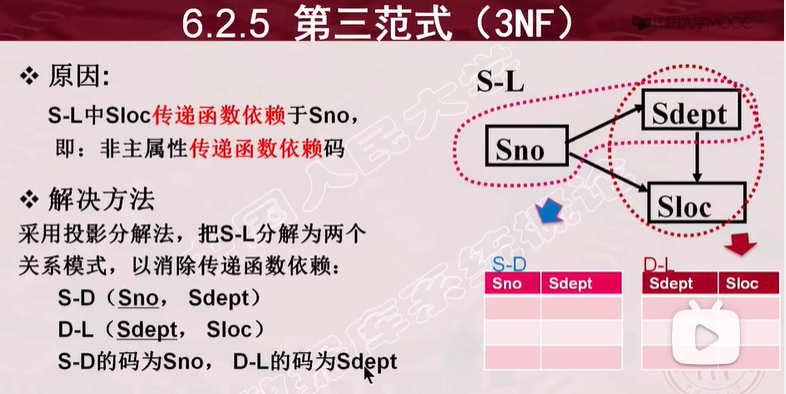 6.2.5 第三范式（3NF）
中国大学MOOC
❖ 原因:
S-L中Sloc传递函数依赖于Sno，
即：非主属性传递函数依赖码
❖ 解决方法
采用投影分解法，把S-L分解为两个
关系模式，以消除传递函数依赖：
S-D（Sno， Sdept）
D-L（Sdept， Sloc）
S-D的码为Sno， D-L的码为Sdept
S-L
Sdept
Sno
Sloc
S-D
Sno Sdept
D-L
Sdept Sloc